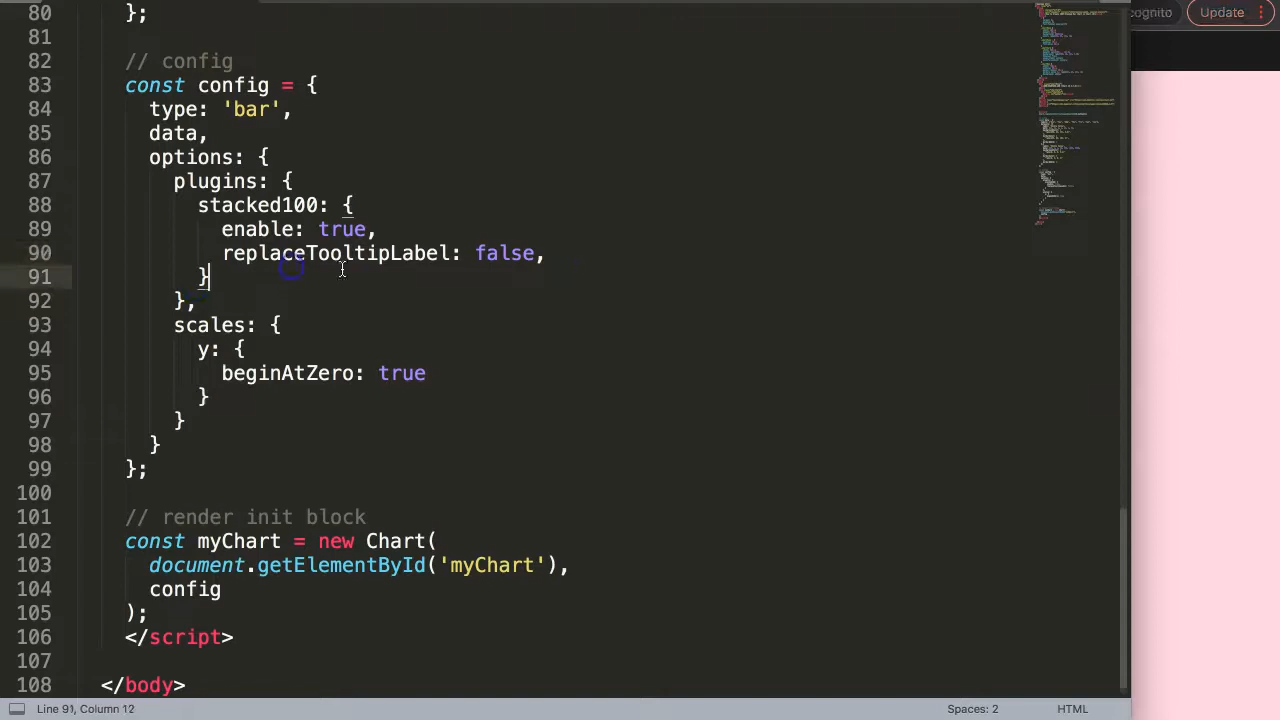 cognito
Update
80 };
81
82 // config
83 const config = {
84 type: 'bar',
85 data,
86 options: {
87 plugins: {
88 stacked100: {
89 enable: true,
90 replaceTooltipLabel: false,
91 }
92 },
93 scales: {
94 y: {
95 beginAtZero: true
96 }
97 }
98 }
99 };
100
101 // render init block
102 const myChart = new Chart(
103 document.getElementById('myChart'),
104 config
105 );
106 </script>
107
108 </body>
Line 91, Column 12
Spaces: 2
HTML